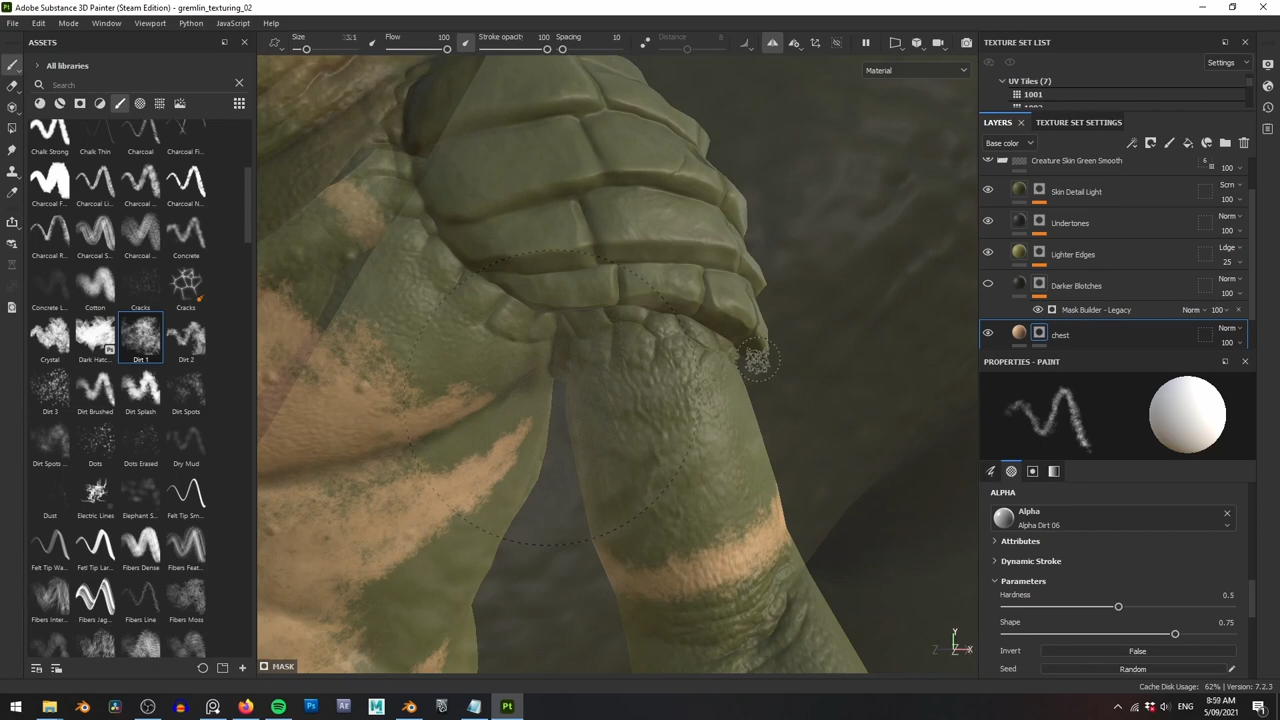 Adobe Substance 3D Painter (Steam Edition) - gremlin_texturing_02
File Edit Mode Window Viewport Python JavaScript Help
ASSETS
Size Flow 100 Stroke opacity 100 Spacing 10 Distance 8
All libraries
Search
Material
Chalk Strong Chalk Thin Charcoal Charcoal Fi...
Charcoal F... Charcoal Li... Charcoal ... Charcoal N...
Charcoal R... Charcoal S... Charcoal ... Concrete
Concrete L... Cotton Cracks Cracks
Crystal Dark Hatc... Dirt 1 Dirt 2
Dirt 3 Dirt Brushed Dirt Splash Dirt Spots
Dirt Spots ... Dots Dots Erased Dry Mud
Dust Electric Lines Elephant S... Felt Tip Sm...
Felt Tip Wa... Fetl Tip Lar... Fibers Dense Fibers Feat...
Fibers Inter... Fibers Jag... Fibers Line Fibers Moss
MASK
Y
Z
Z
X
TEXTURE SET LIST
Settings
UV Tiles (7)
1001
LAYERS
TEXTURE SET SETTINGS
Base color
Creature Skin Green Smooth 6
100
Skin Detail Light Scrn
100
Undertones Norm
100
Lighter Edges Ldge
25
Darker Blotches Norm
100
Mask Builder - Legacy Norm 100
chest Norm
100
PROPERTIES - PAINT
ALPHA
Alpha
Alpha Dirt 06
Attributes
Dynamic Stroke
Parameters
Hardness 0.5
Shape 0.75
Invert False
Seed Random
Cache Disk Usage: 62% | Version: 7.2.3
Pt
Ps
Ae
M
Pt
ENG
8:59 AM
5/09/2021